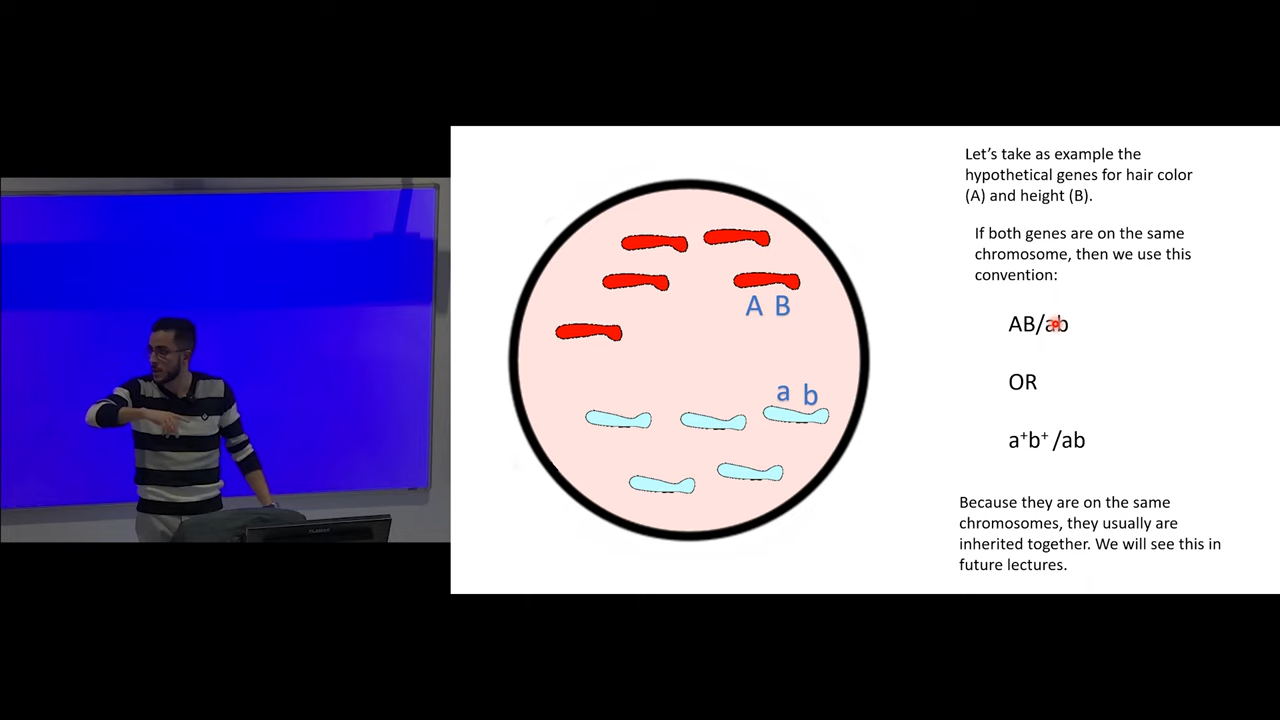 Let's take as example the
hypothetical genes for hair color
(A) and height (B).
If both genes are on the same
chromosome, then we use this
convention:
A B
AB/ab
OR
a b
a⁺b⁺ /ab
Because they are on the same
chromosomes, they usually are
inherited together. We will see this in
future lectures.